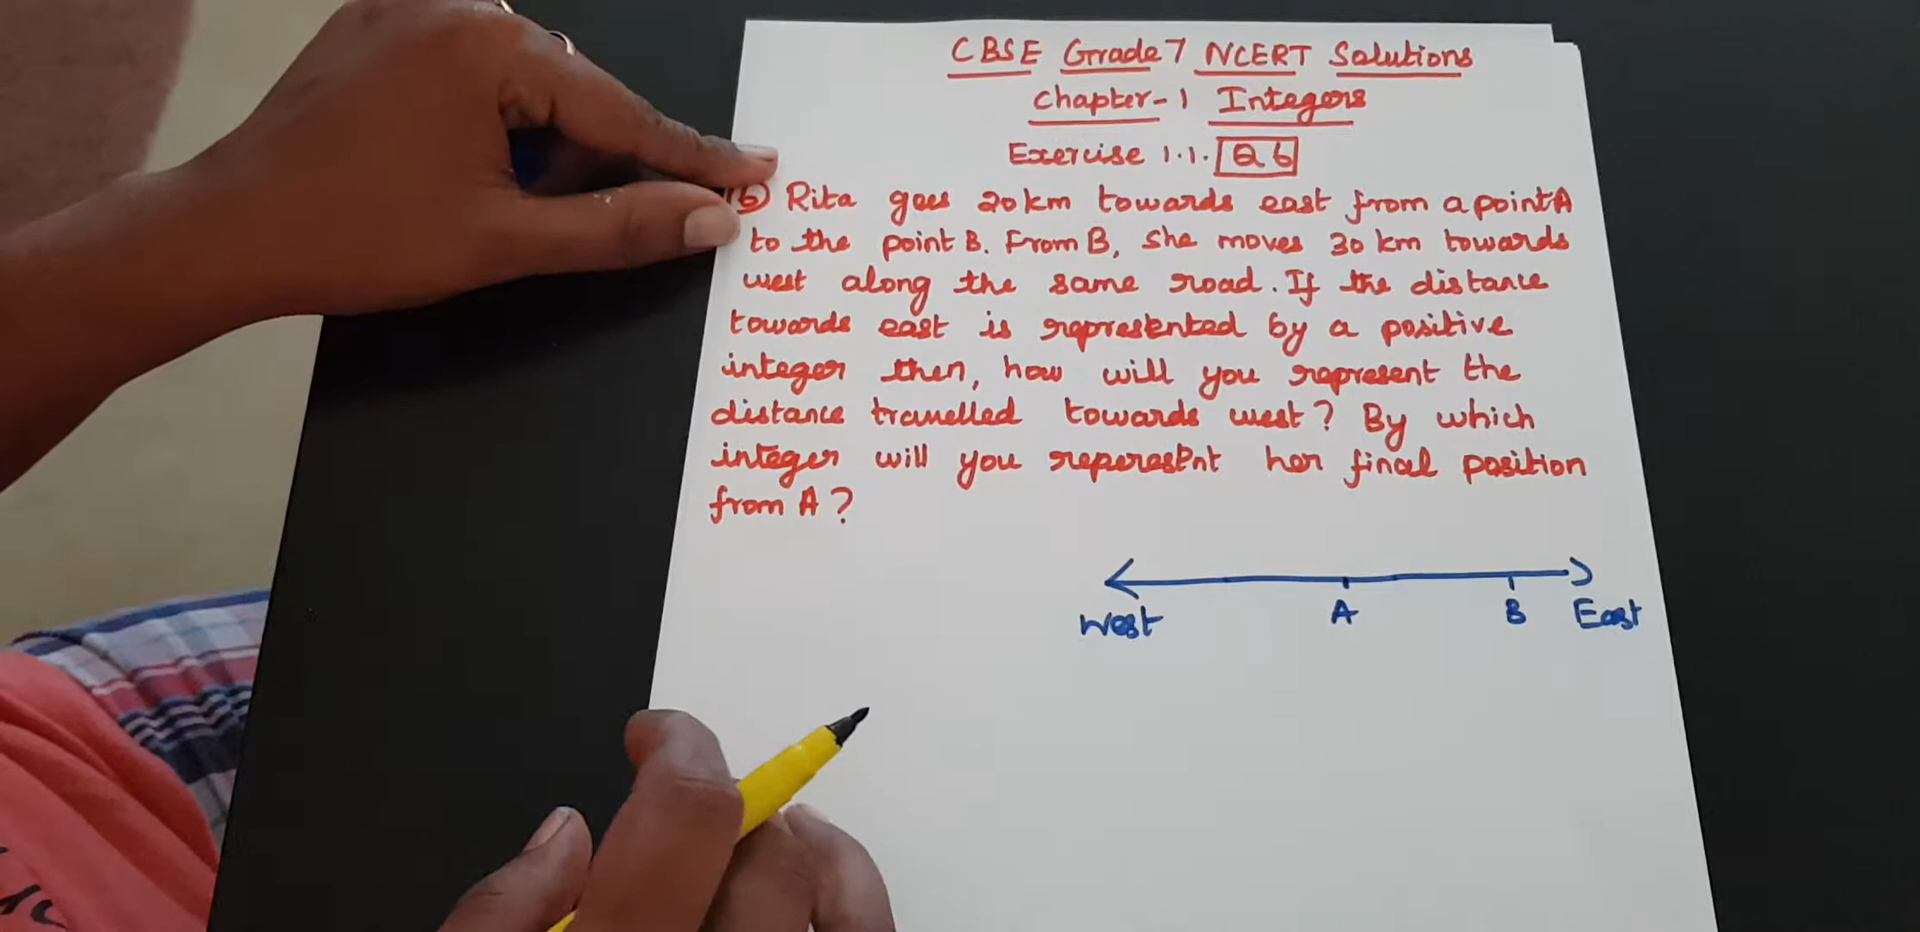 CBSE Grade 7 NCERT Solutions
Chapter-1 Integers
Exercise 1.1. Q 6
6) Rita goes 20 km towards east from a point A
to the point B. From B, she moves 30 km towards
west along the same road. If the distance
towards east is represented by a positive
integer then, how will you represent the
distance travelled towards west? By which
integer will you reperesent her final position
from A?
West A B East